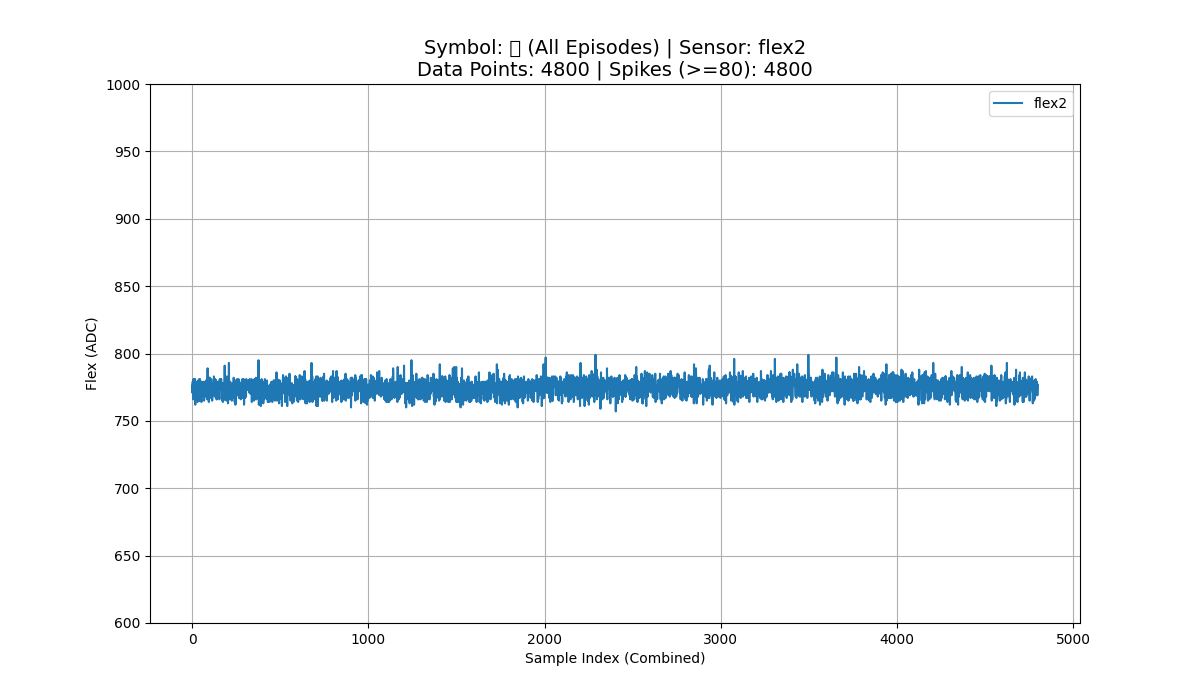 Symbol: (All Episodes) | Sensor: flex2
Data Points: 4800 | Spikes (>=80): 4800
flex2
1000
950
900
850
800
750
700
650
600
Flex (ADC)
0 1000 2000 3000 4000 5000
Sample Index (Combined)